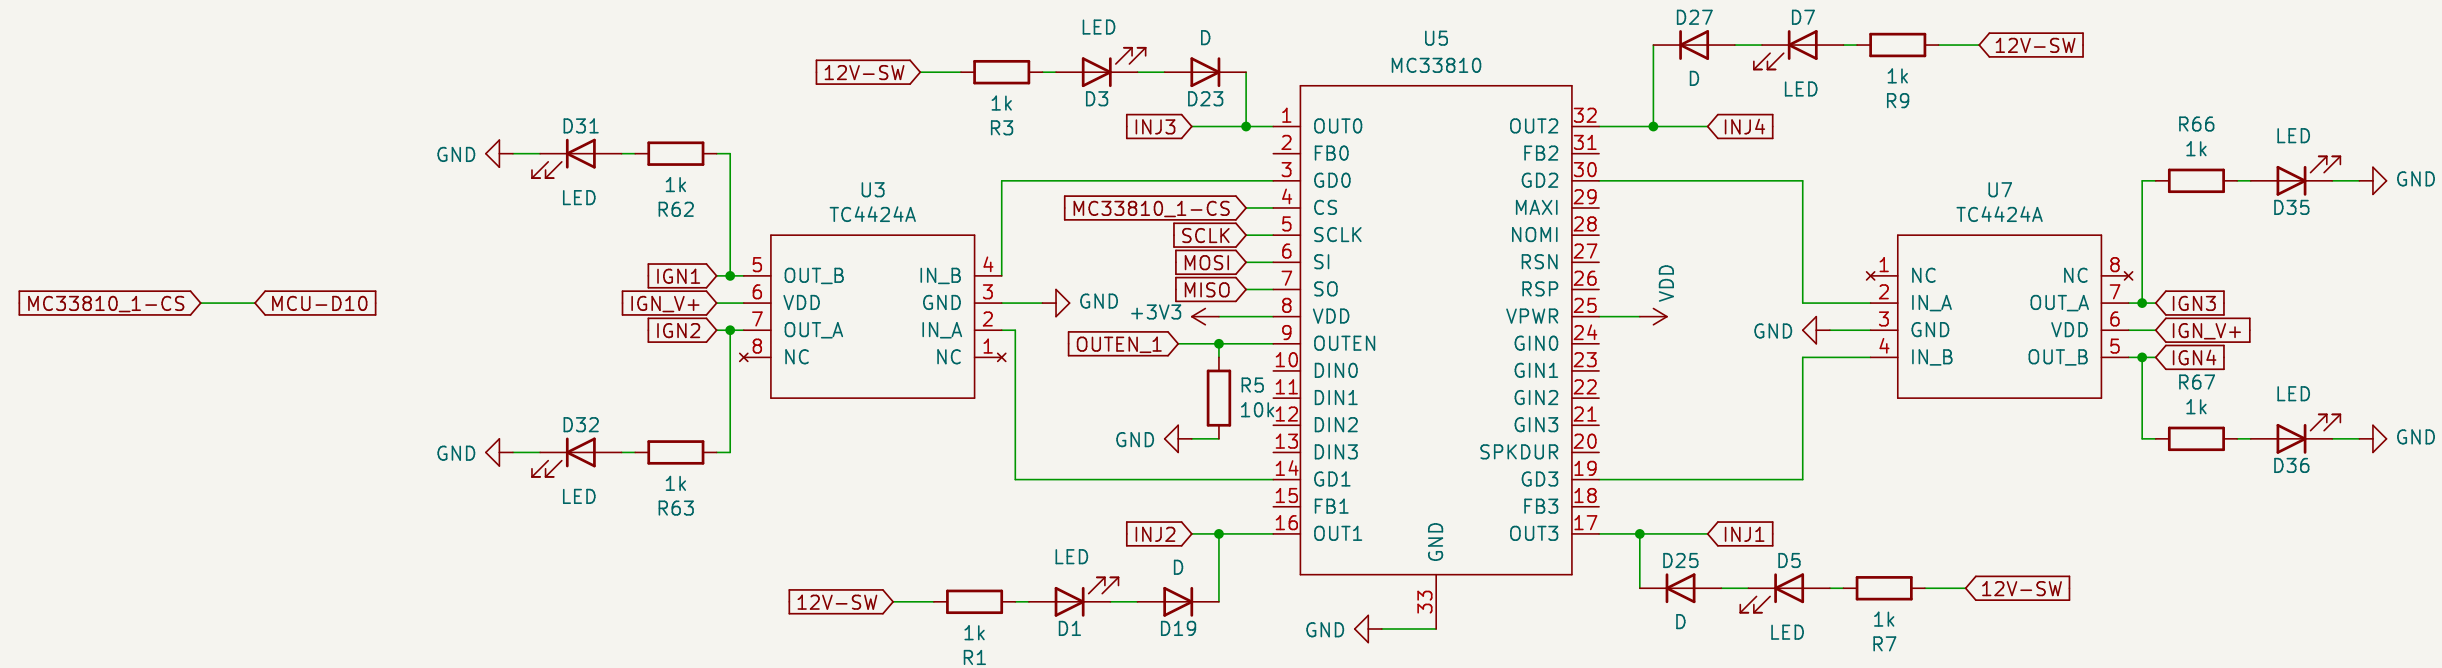 MC33810_1-CS
MCU-D10
GND
D31
LED
1k
R62
IGN1
IGN_V+
IGN2
GND
D32
LED
1k
R63
U3
TC4424A
5 OUT_B
6 VDD
7 OUT_A
8 NC
IN_B 4
GND 3
IN_A 2
NC 1
GND
12V-SW
1k
R3
LED
D3
D
D23
INJ3
MC33810_1-CS
SCLK
MOSI
MISO
+3V3
OUTEN_1
R5
10k
GND
INJ2
12V-SW
1k
R1
LED
D1
D
D19
U5
MC33810
1 OUT0
2 FB0
3 GD0
4 CS
5 SCLK
6 SI
7 SO
8 VDD
9 OUTEN
10 DIN0
11 DIN1
12 DIN2
13 DIN3
14 GD1
15 FB1
16 OUT1
OUT2 32
FB2 31
GD2 30
MAXI 29
NOMI 28
RSN 27
RSP 26
VPWR 25
GIN0 24
GIN1 23
GIN2 22
GIN3 21
SPKDUR 20
GD3 19
FB3 18
OUT3 17
GND
33
GND
D27
D
D7
LED
1k
R9
12V-SW
INJ4
VDD
INJ1
D25
D
D5
LED
1k
R7
12V-SW
U7
TC4424A
1 NC
2 IN_A
3 GND
4 IN_B
NC 8
OUT_A 7
VDD 6
OUT_B 5
GND
R66
1k
LED
D35
GND
IGN3
IGN_V+
IGN4
R67
1k
LED
D36
GND